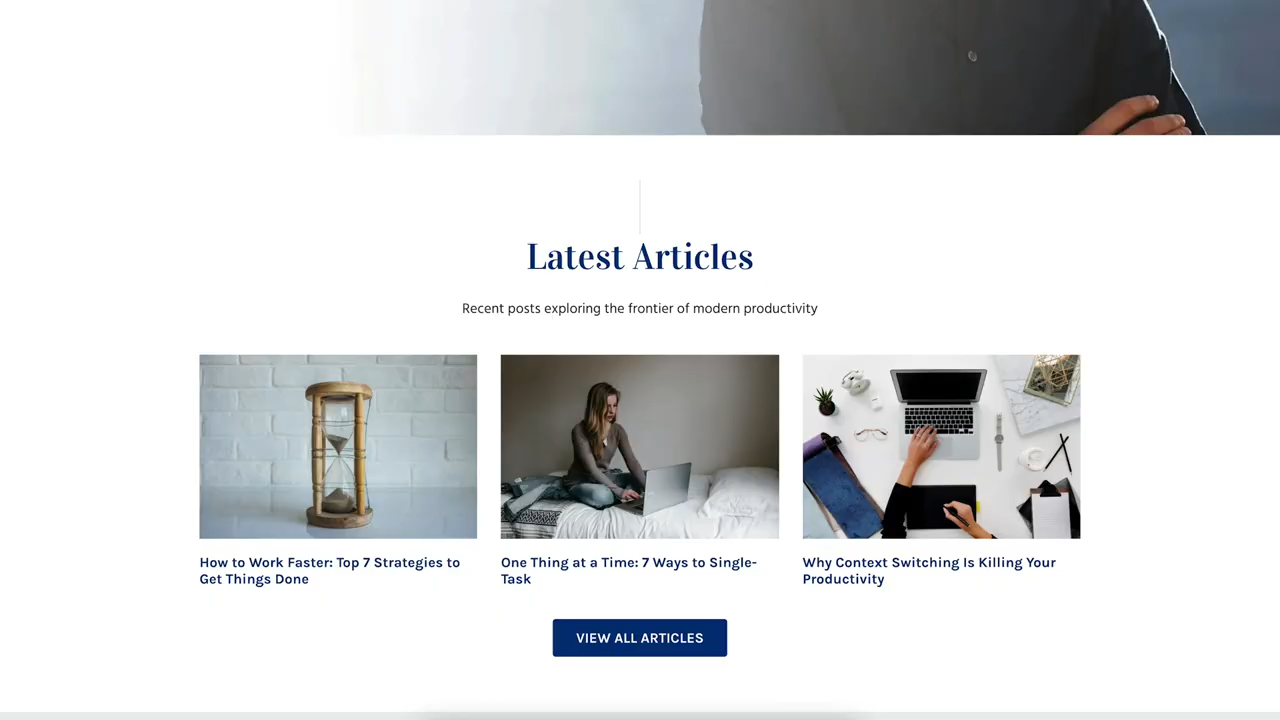 Latest Articles
Recent posts exploring the frontier of modern productivity
How to Work Faster: Top 7 Strategies to
Get Things Done
One Thing at a Time: 7 Ways to Single-
Task
Why Context Switching Is Killing Your
Productivity
VIEW ALL ARTICLES